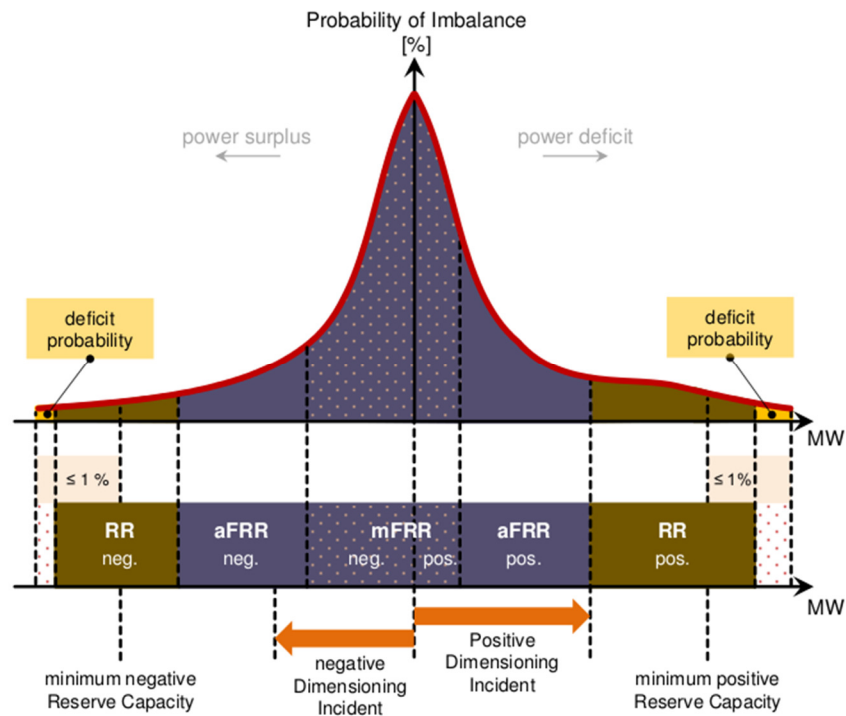 Probability of Imbalance
[%]
power surplus
power deficit
deficit
probability
deficit
probability
MW
≤ 1 %
≤ 1%
RR
neg.
aFRR
neg.
mFRR
neg.
pos.
aFRR
pos.
RR
pos.
MW
minimum negative
Reserve Capacity
negative
Dimensioning
Incident
Positive
Dimensioning
Incident
minimum positive
Reserve Capacity